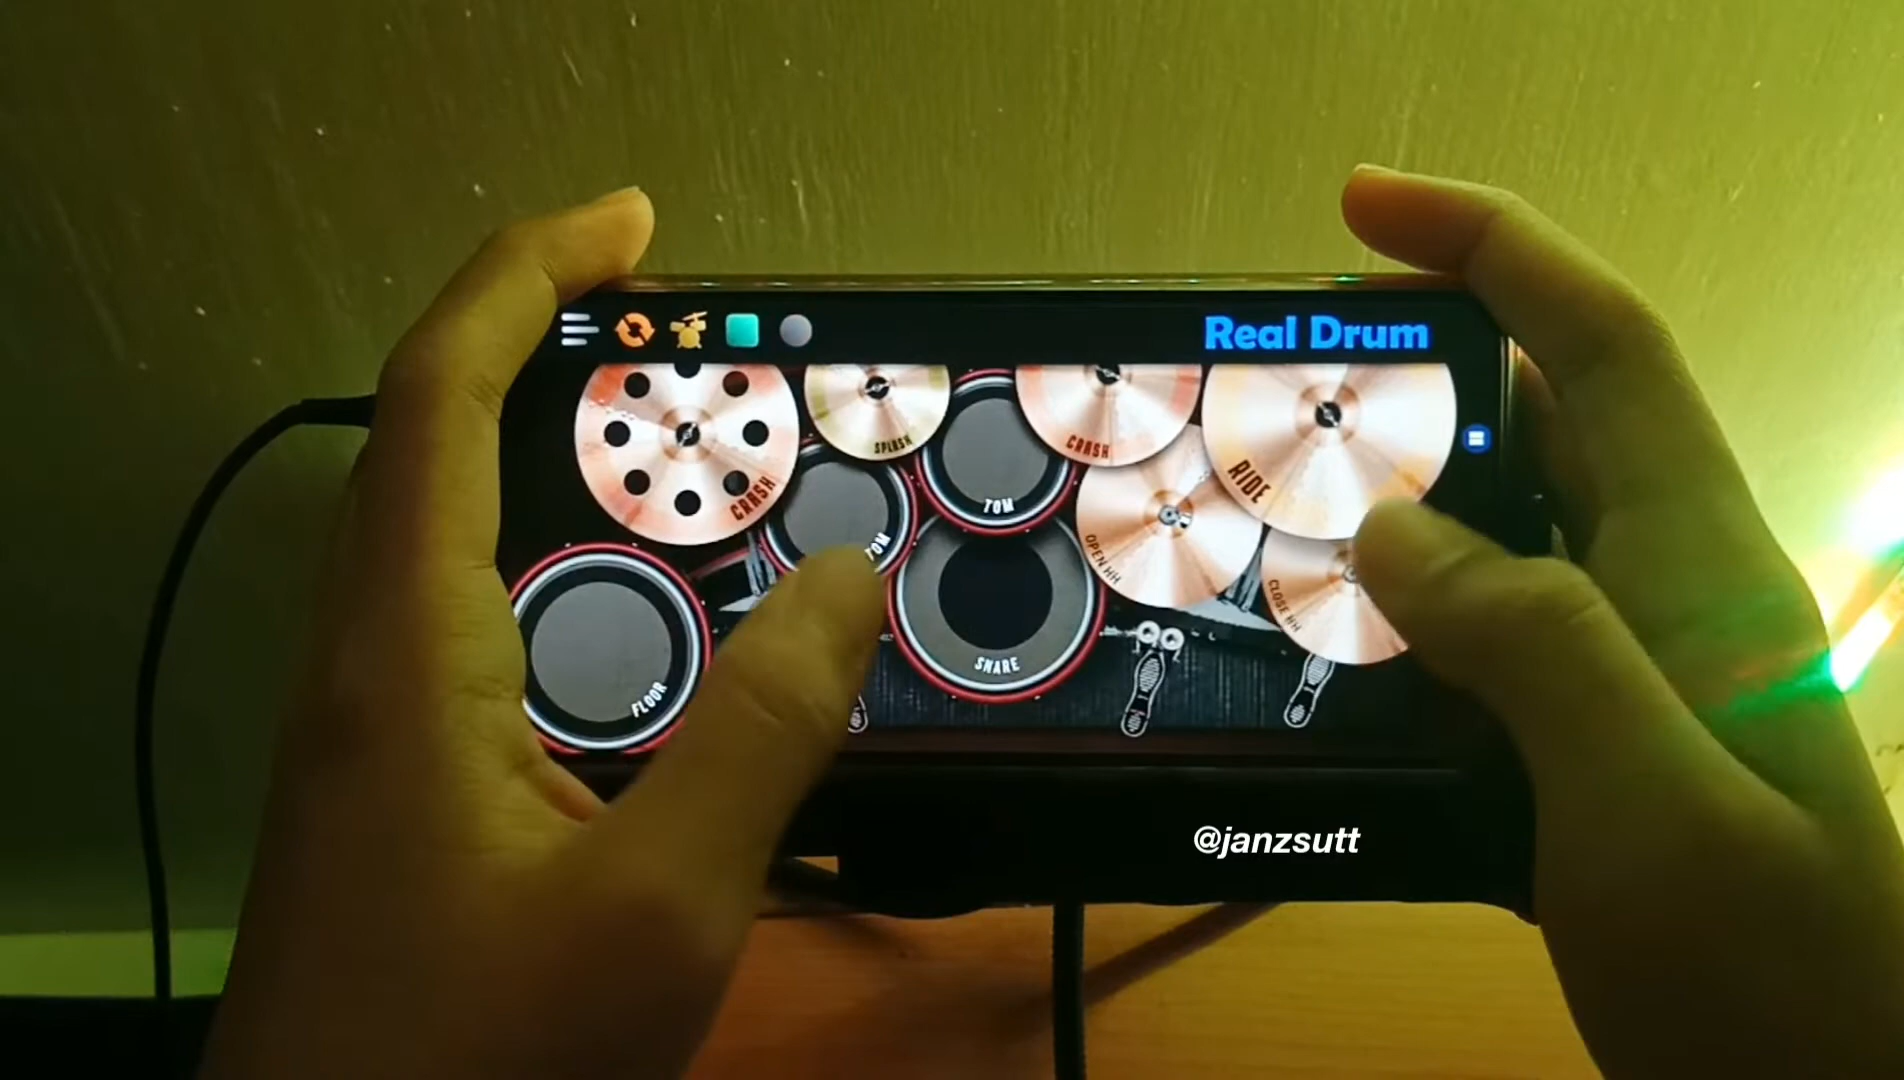 Real Drum
CRASH
SPLASH
CRASH
RIDE
TOM
TOM
OPEN HH
CLOSE HH
SNARE
FLOOR
@janzsutt